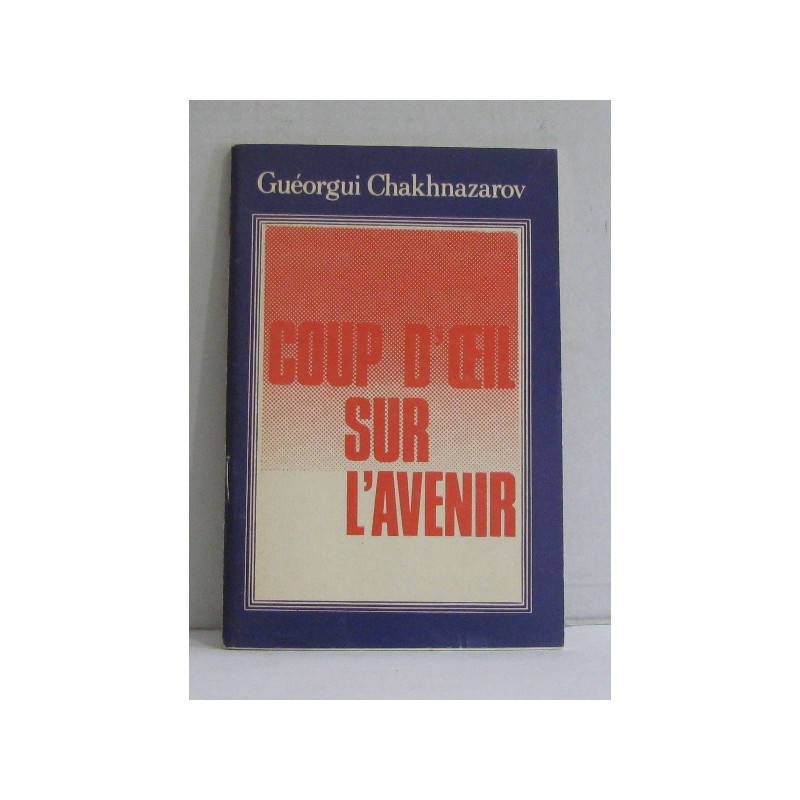 Guéorgui Chakhnazarov
COUP D'ŒIL
SUR
L'AVENIR